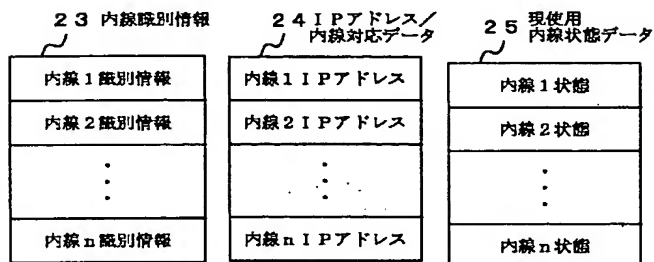 23 内線識別情報
内線1識別情報
内線2識別情報
内線n識別情報
24 IPアドレス/
内線対応データ
内線1 IPアドレス
内線2 IPアドレス
内線n IPアドレス
25 現使用
内線状態データ
内線1状態
内線2状態
内線n状態